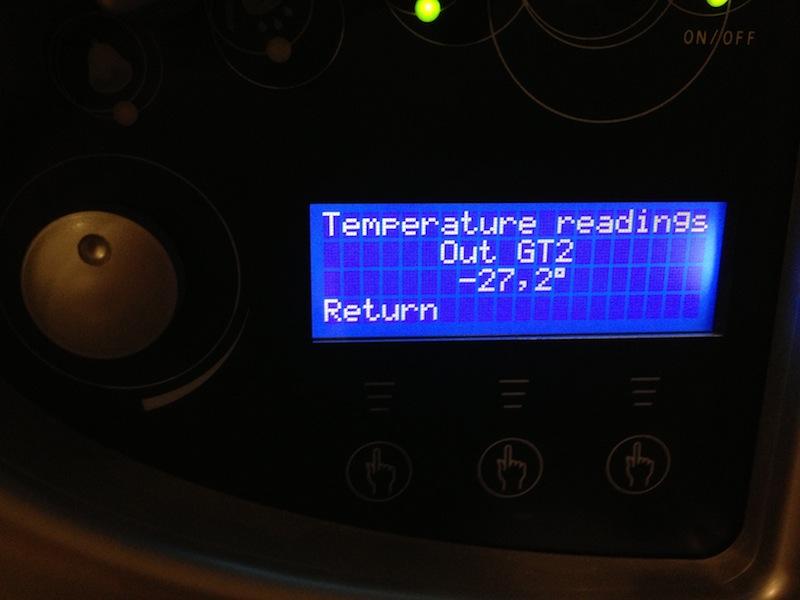 ON/OFF
Temperature readings
Out GT2
-27,2°
Return